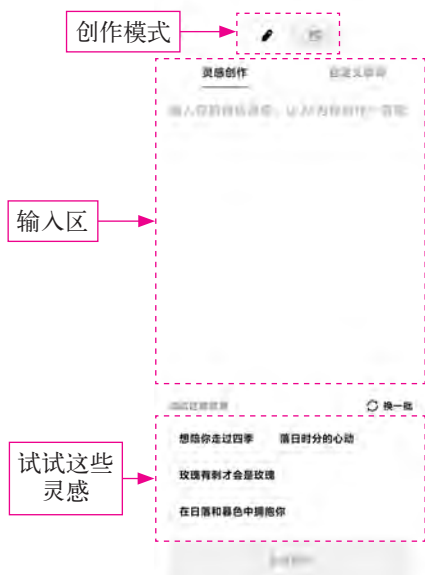 创作模式
灵感创作
输入区
换一批
想陪你走过四季 落日时分的心动
试试这些
灵感
玫瑰有刺才会是玫瑰
在日落和暮色中拥抱你